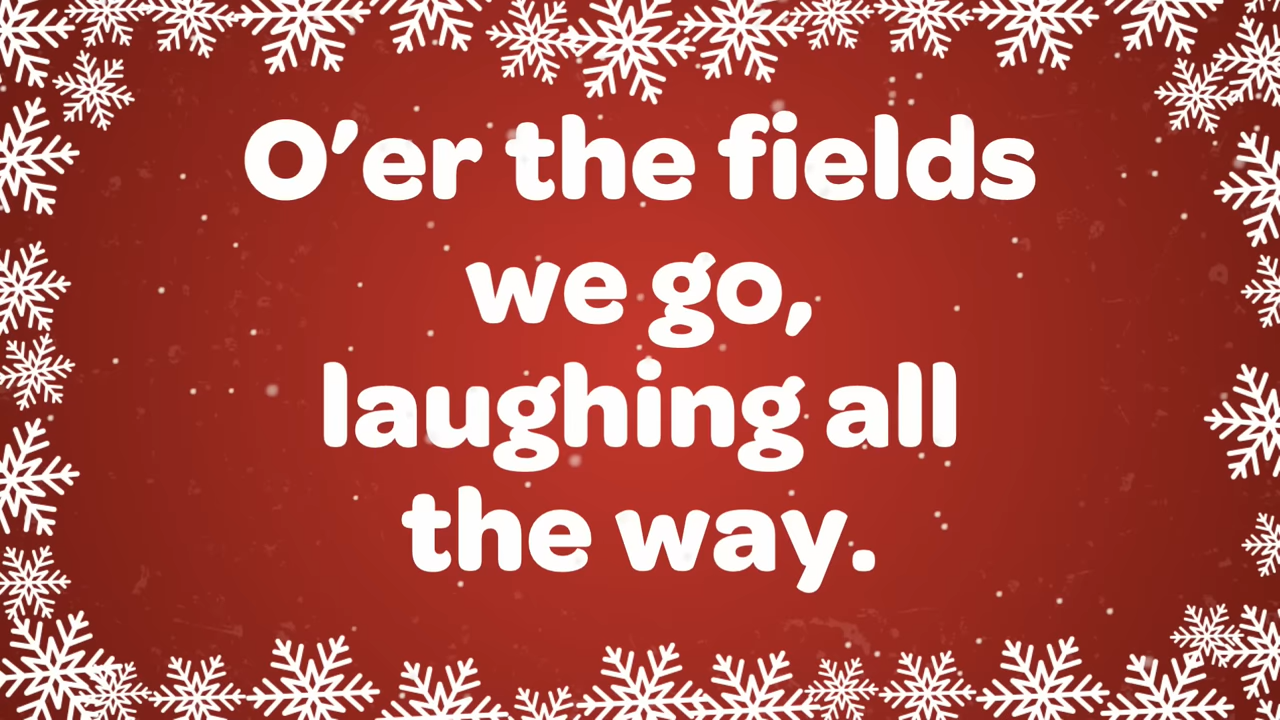 O’er the fields
we go,
laughing all
the way.